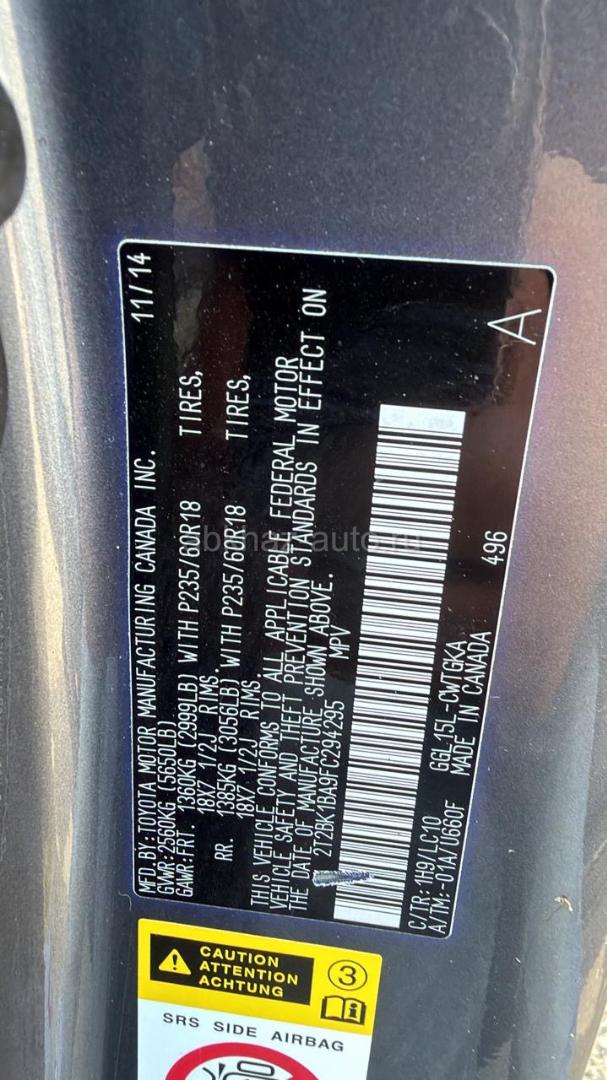 MFD.BY:TOYOTA MOTOR MANUFACTURING CANADA INC. 11/14
GVWR:2560KG(5650LB)
GAWR:FRT. 1360KG (2999LB) WITH P235/60R18 TIRES,
18X7 1/2J RIMS.
RR. 1385KG (3056LB) WITH P235/60R18 TIRES,
18X7 1/2J RIMS.
THIS VEHICLE CONFORMS TO ALL APPLICABLE FEDERAL MOTOR
VEHICLE SAFETY AND THEFT PREVENTION STANDARDS IN EFFECT ON
THE DATE OF MANUFACTURE SHOWN ABOVE.
2T2BK1BA9FC294295 MPV
C/TR:1H9/LC10 GGL15L-CWTGKA 496
A/TM:-01A/U660F MADE IN CANADA
A
CAUTION
ATTENTION
ACHTUNG
3
SRS SIDE AIRBAG